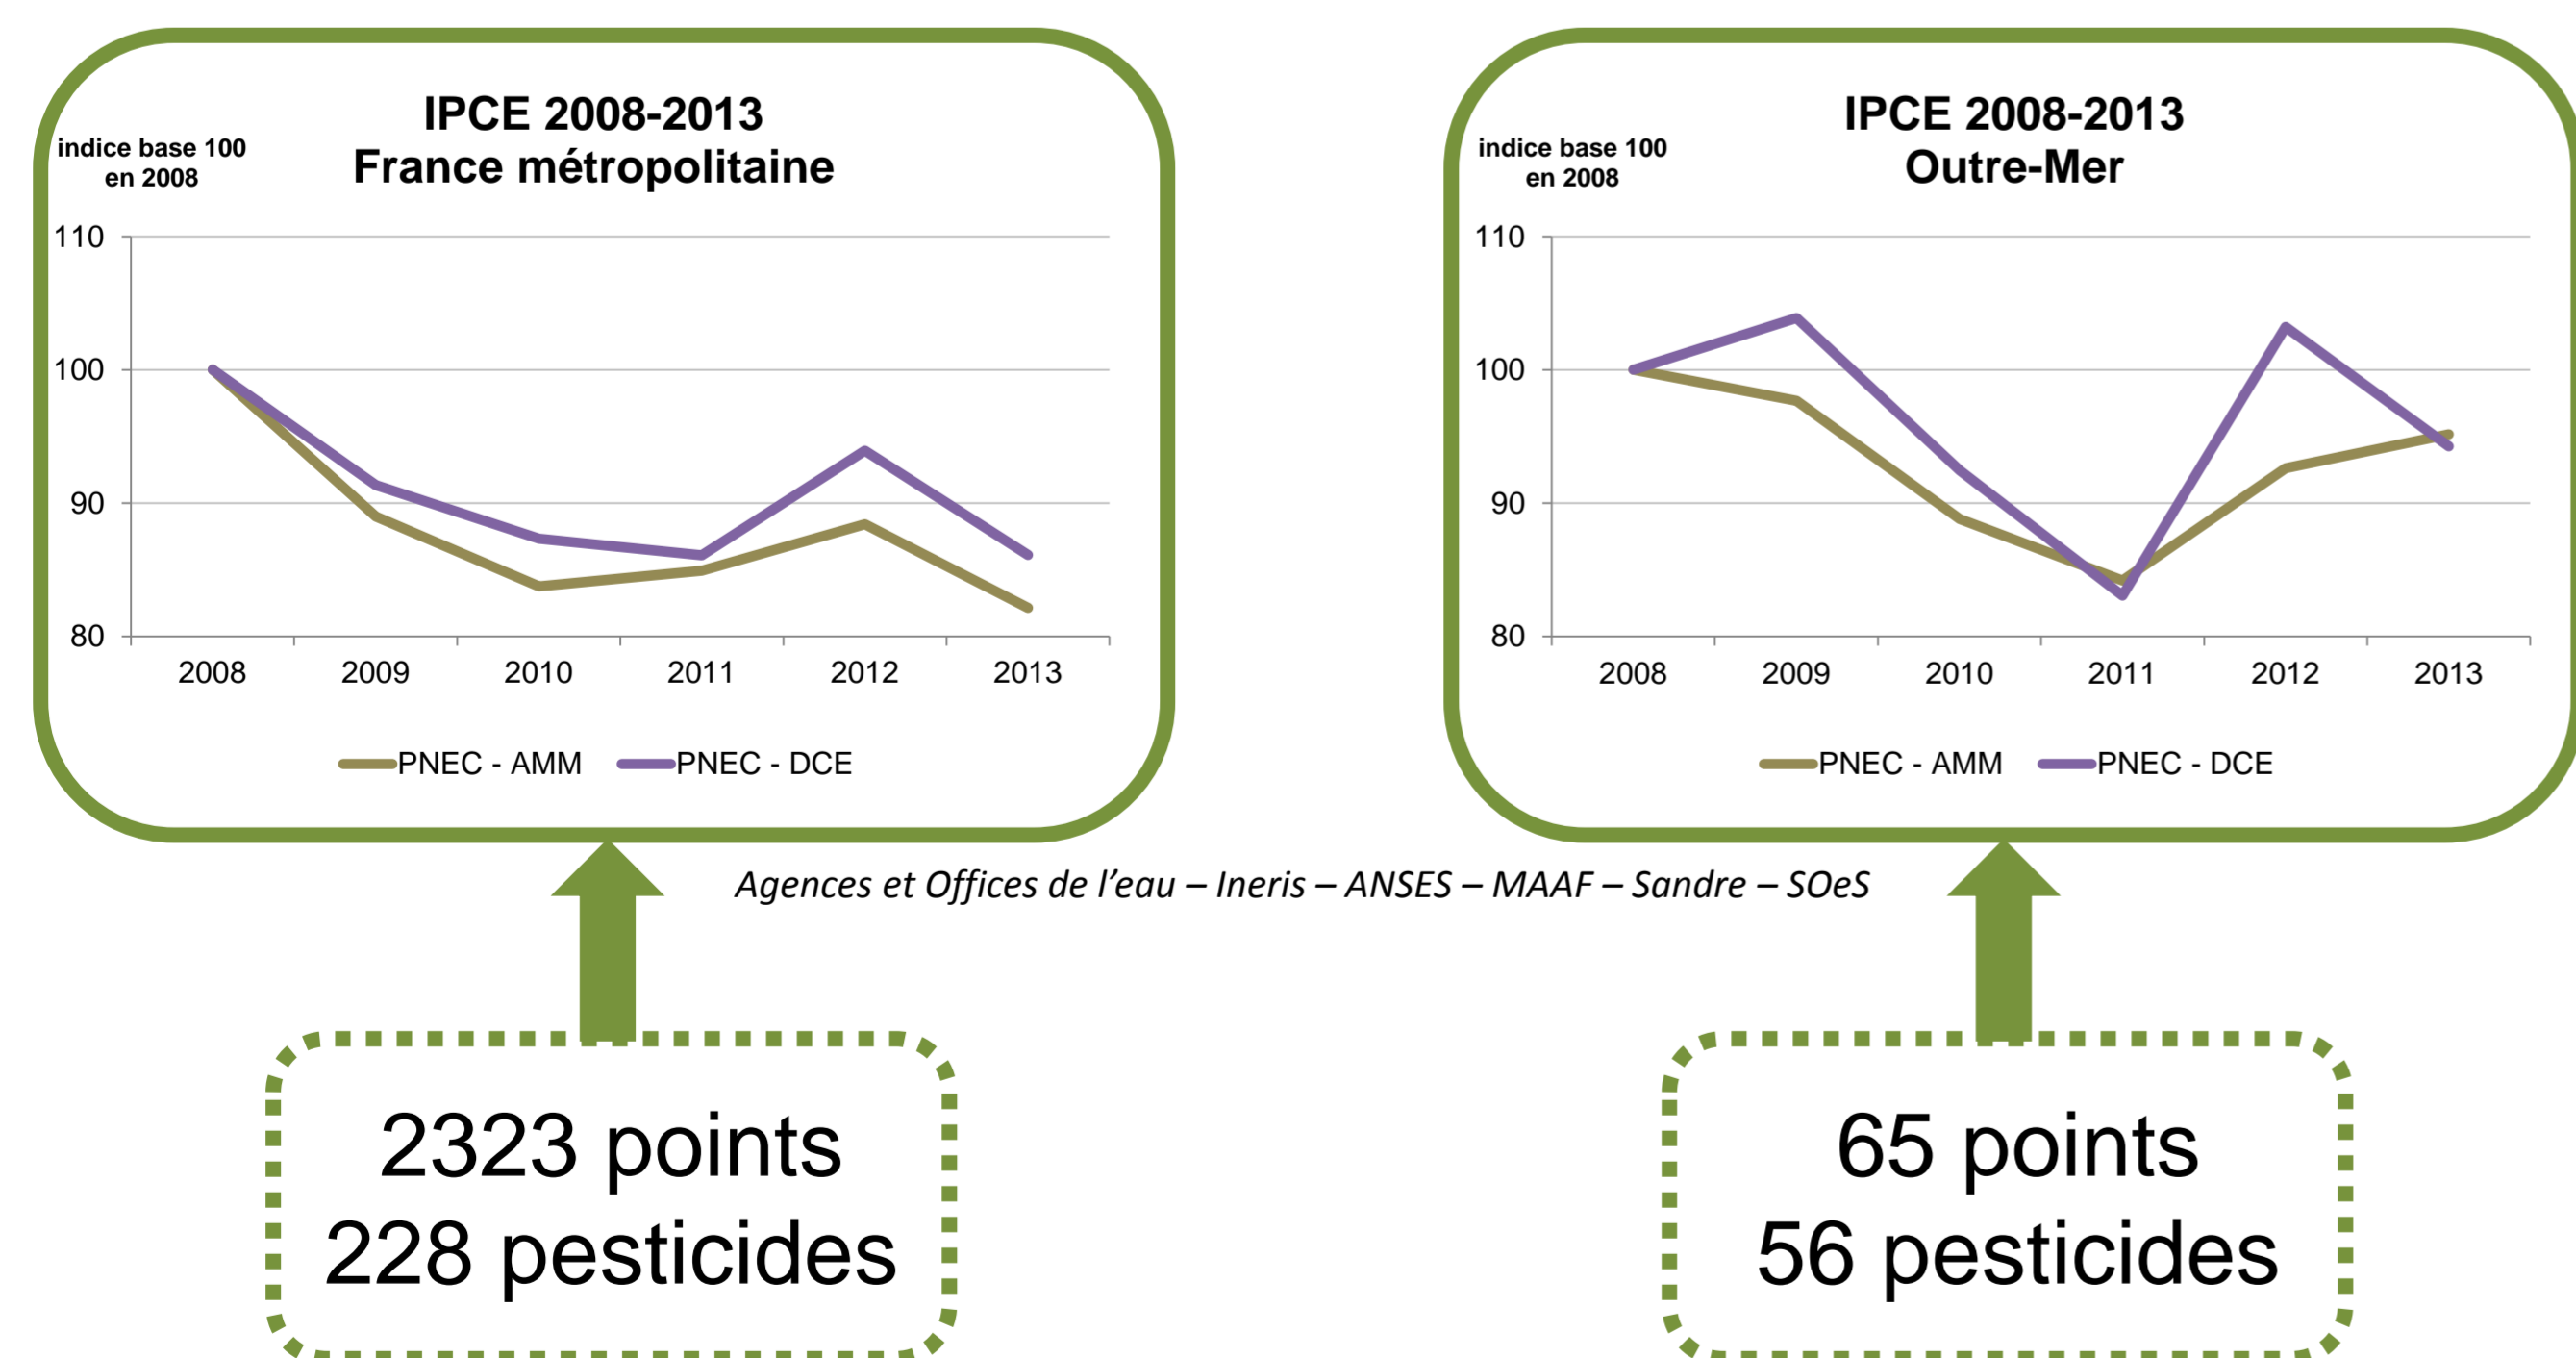 IPCE 2008-2013
France métropolitaine
indice base 100
en 2008
110
100
90
80
2008 2009 2010 2011 2012 2013
PNEC - AMM PNEC - DCE
IPCE 2008-2013
Outre-Mer
indice base 100
en 2008
110
100
90
80
2008 2009 2010 2011 2012 2013
PNEC - AMM PNEC - DCE
Agences et Offices de l’eau – Ineris – ANSES – MAAF – Sandre – SOeS
2323 points
228 pesticides
65 points
56 pesticides